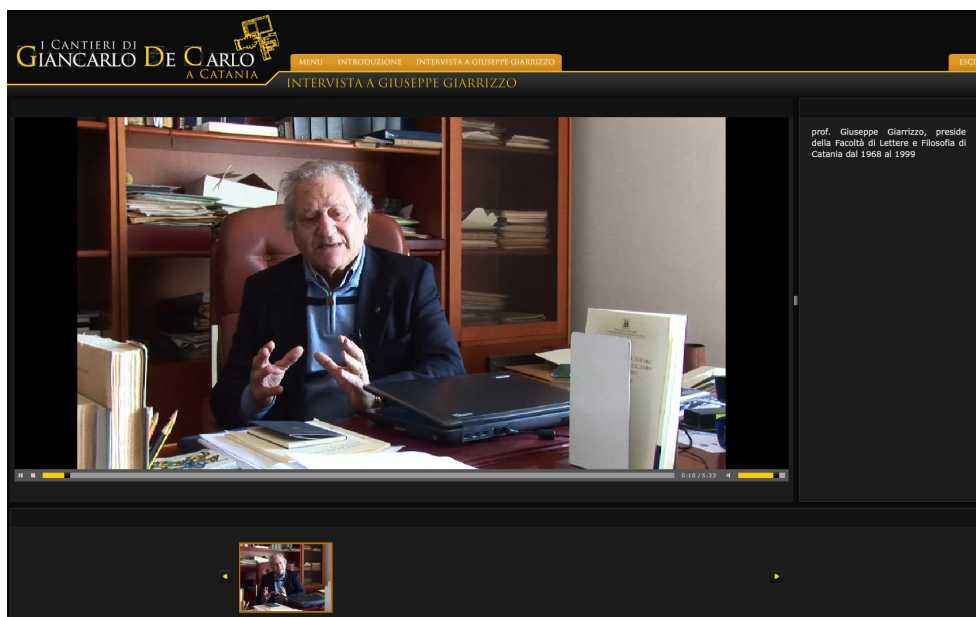 I CANTIERI DI
GIANCARLO DE CARLO
A CATANIA
MENU INTRODUZIONE INTERVISTA A GIUSEPPE GIARRIZZO
ESCI
INTERVISTA A GIUSEPPE GIARRIZZO
prof. Giuseppe Giarrizzo, preside
della Facoltà di Lettere e Filosofia di
Catania dal 1968 al 1999
0:10 / 5:33